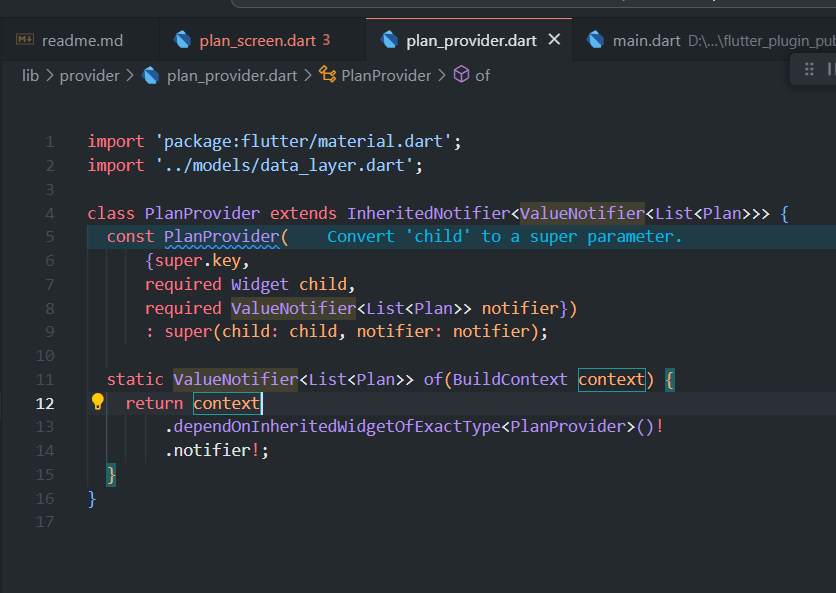 readme.md
plan_screen.dart 3
plan_provider.dart
main.dart D:\...\flutter_plugin_pub
lib > provider > plan_provider.dart > PlanProvider > of
1 import 'package:flutter/material.dart';
2 import '../models/data_layer.dart';
3
4 class PlanProvider extends InheritedNotifier<ValueNotifier<List<Plan>>> {
5 const PlanProvider( Convert 'child' to a super parameter.
6 {super.key,
7 required Widget child,
8 required ValueNotifier<List<Plan>> notifier})
9 : super(child: child, notifier: notifier);
10
11 static ValueNotifier<List<Plan>> of(BuildContext context) {
12 return context
13 .dependOnInheritedWidgetOfExactType<PlanProvider>()!
14 .notifier!;
15 }
16 }
17